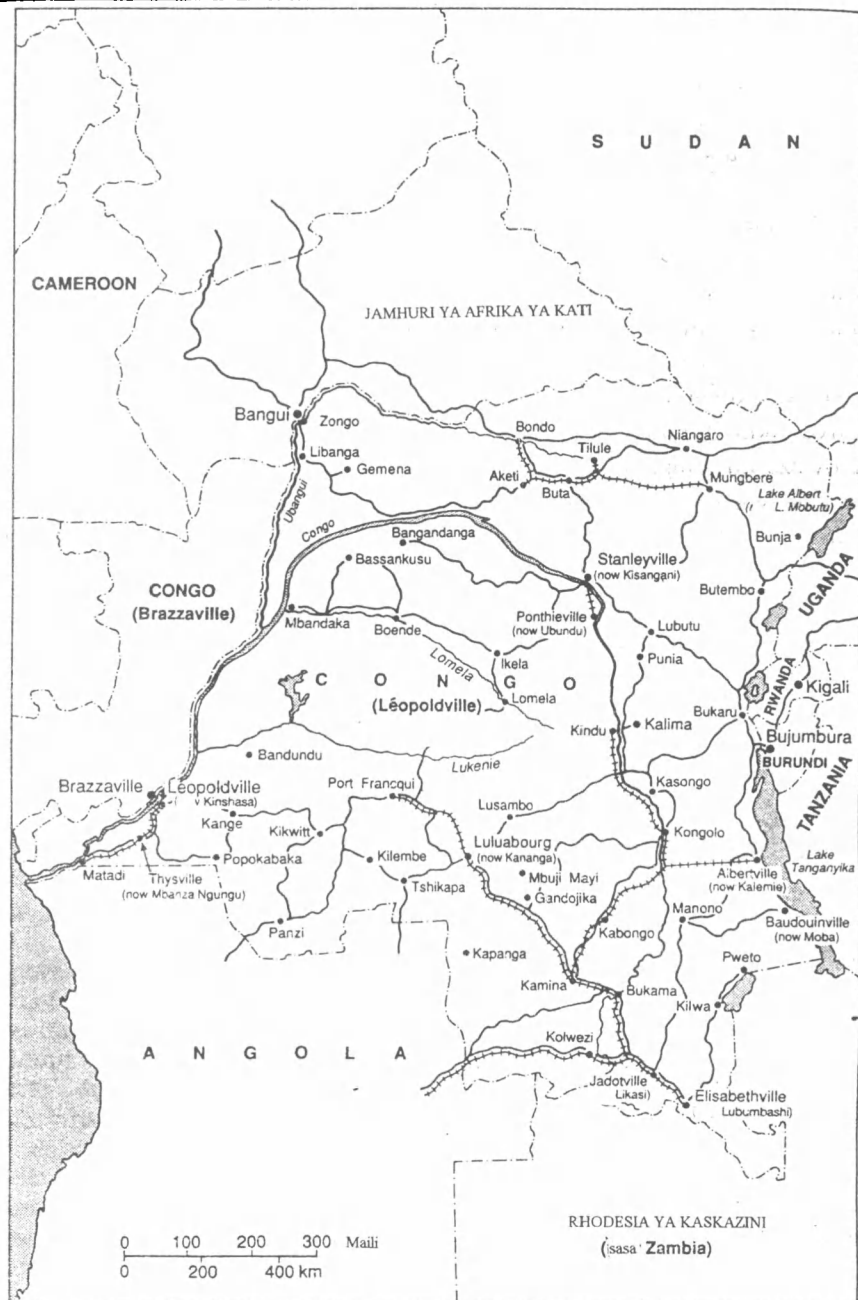 S U D A N
CAMEROON
JAMHURI YA AFRIKA YA KATI
Bangui
Zongo
Bondo
Tilule
Niangaro
Libanga
Gemena
Aketi
Buta
Mungbere
Lake Albert
L. Mobutu)
Ubangui
Congo
Bangandanga
Bunja
Bassankusu
Stanleyville
(now Kisangani)
UGANDA
CONGO
(Brazzaville)
Butembo
Mbandaka
Boende
Ponthieville
(now Ubundu)
Lubutu
Ikela
Punia
Lomela
RWANDA
Kigali
C O N G O
(Léopoldville)
Lomela
Kindu
Kalima
Bukaru
Bujumbura
BURUNDI
Bandundu
Lukenie
TANZANIA
Brazzaville
Léopoldville
Kinshasa)
Port Francqui
Kasongo
Lusambo
Kange
Kikwitt
Kongolo
Luluabourg
(now Kananga)
Popokabaka
Kilembe
Matadi
Thysville
(now Mbanza Ngungu)
Tshikapa
Mbuji Mayi
Gandojika
Albertville
(now Kalemie)
Lake
Tanganyika
Panzi
Kabongo
Manono
Baudouinville
(now Moba)
Kapanga
Pweto
Kamina
Bukama
Kilwa
A N G O L A
Kolwezi
Jadotville
Likasi)
Elisabethville
Lubumbashi)
RHODESIA YA KASKAZINI
(sasa Zambia)
0 100 200 300 Maili
0 200 400 km